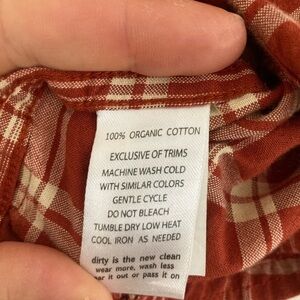 100% ORGANIC COTTON
EXCLUSIVE OF TRIMS
MACHINE WASH COLD
WITH SIMILAR COLORS
GENTLE CYCLE
DO NOT BLEACH
TUMBLE DRY LOW HEAT
COOL IRON AS NEEDED
dirty is the new clean
wear more, wash less
it out or pass it on